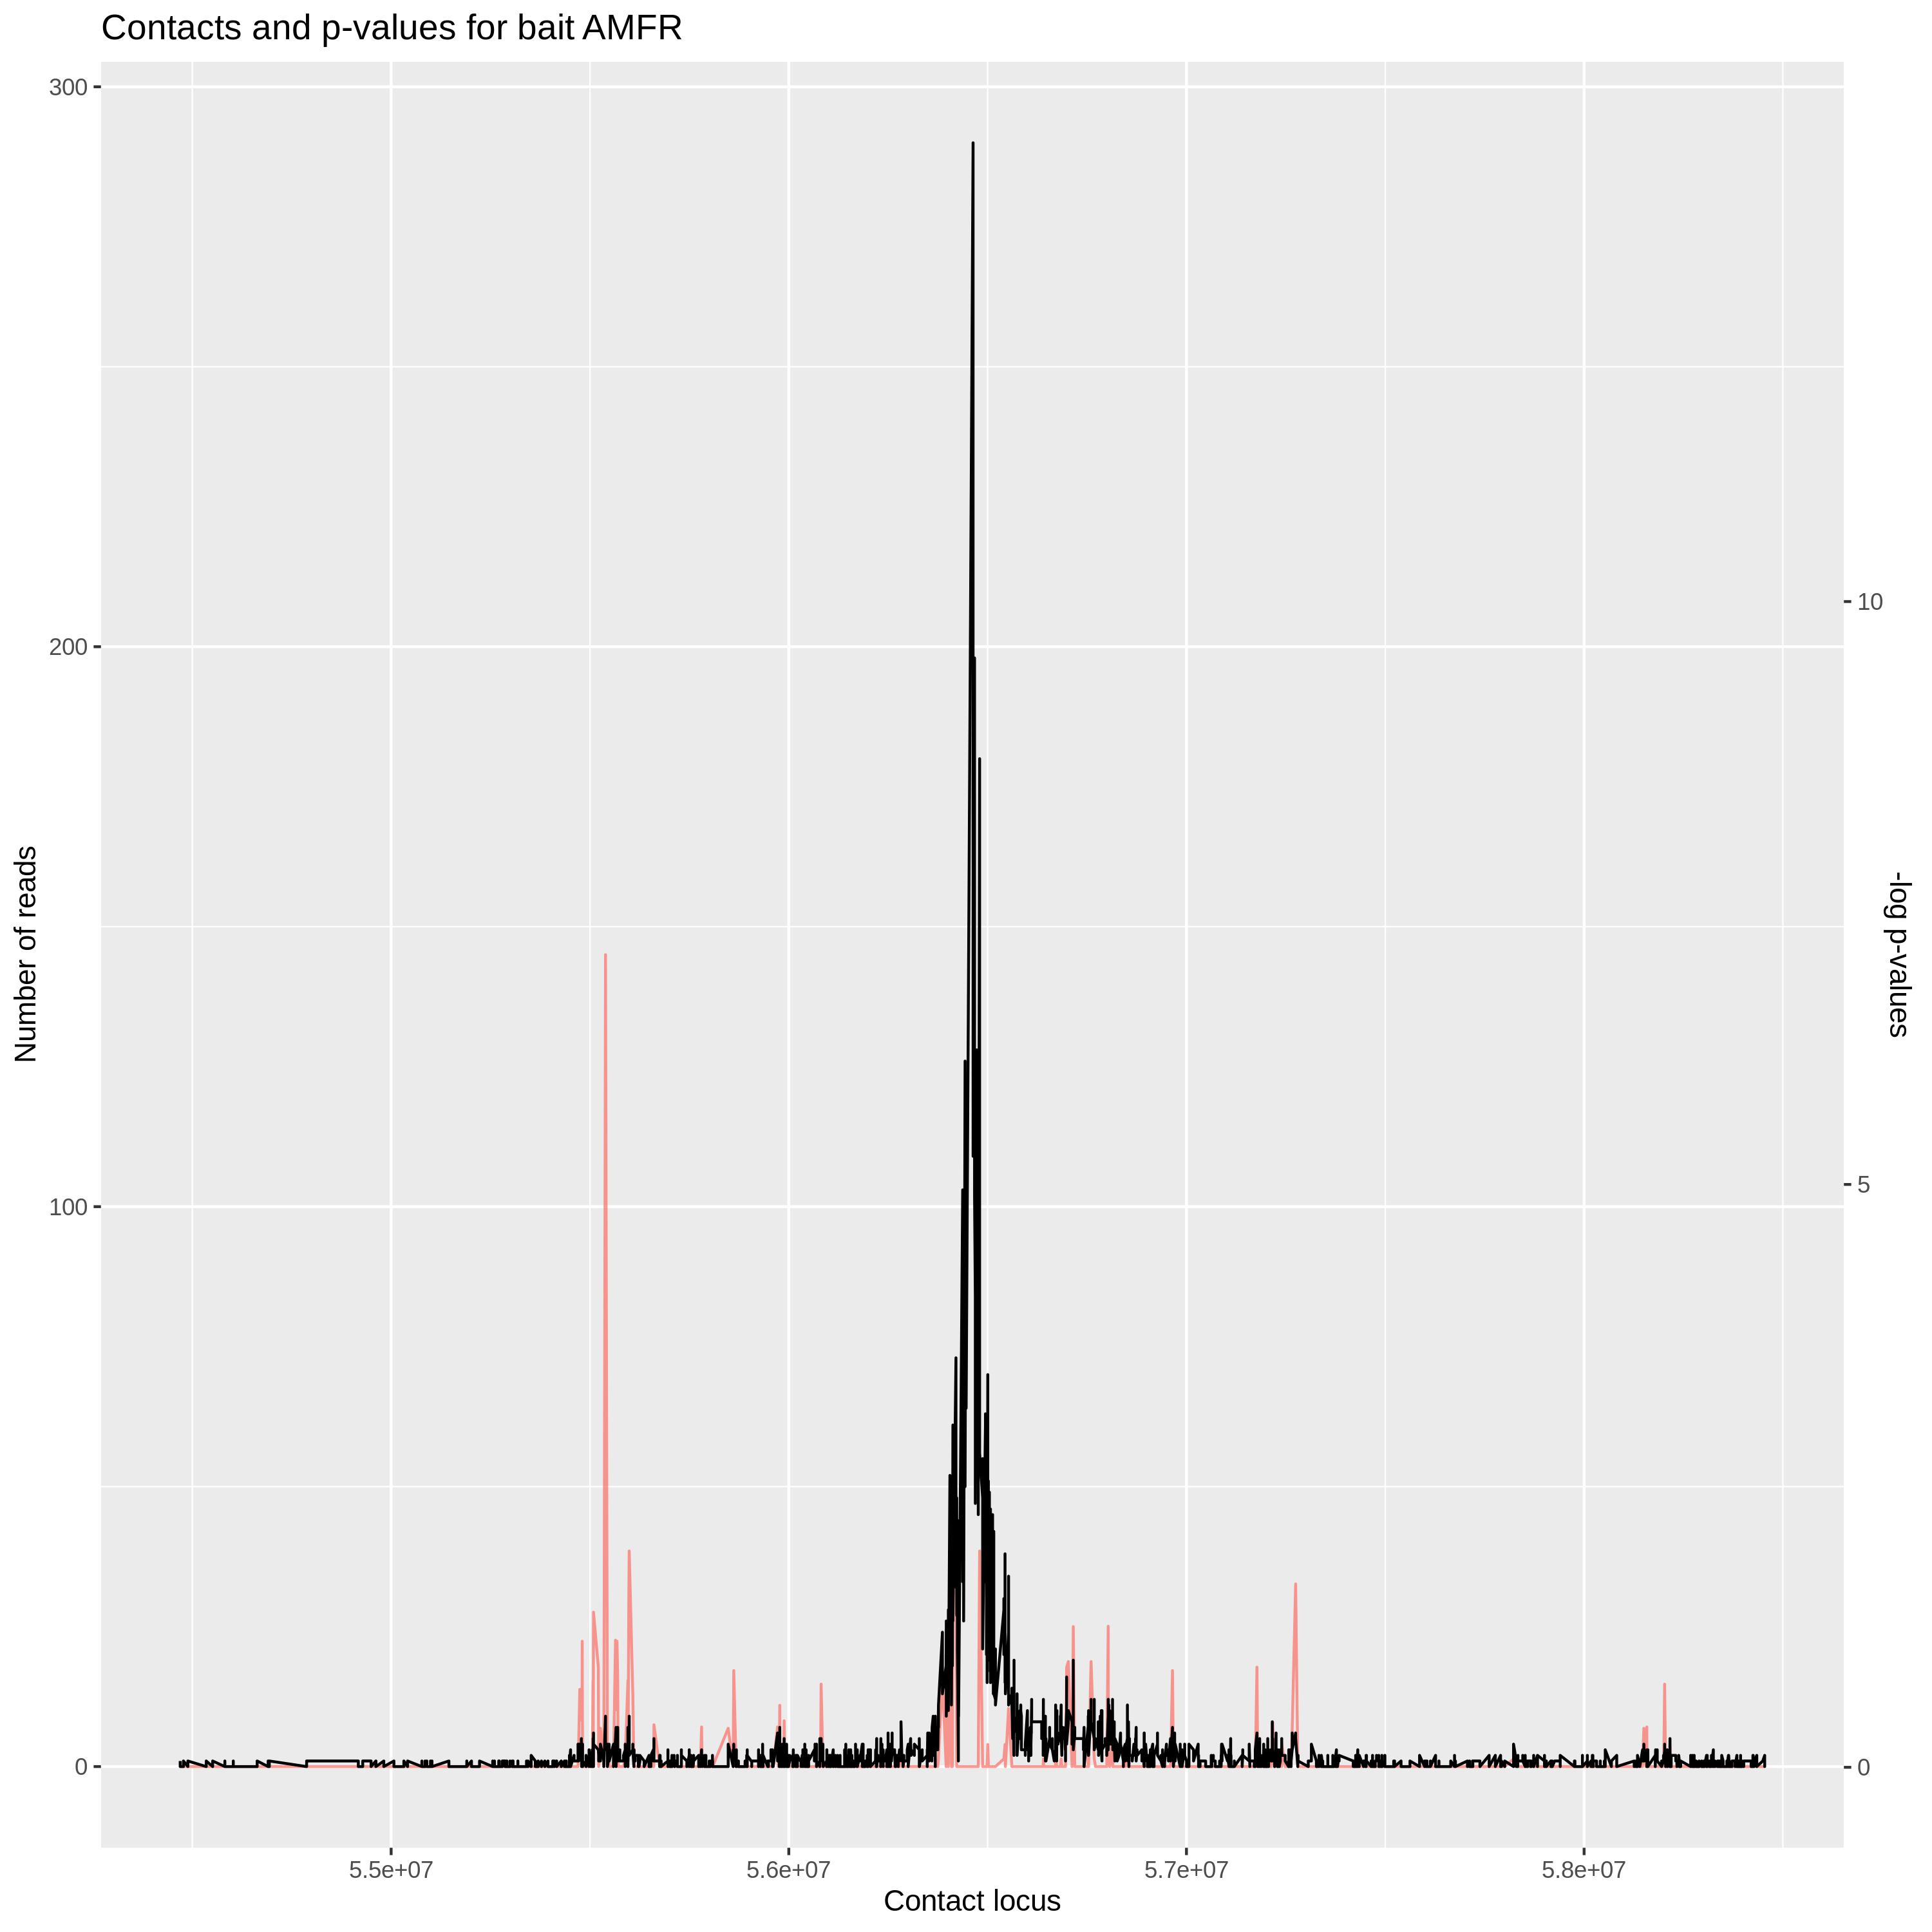 Contacts and p-values for bait AMFR
300
200
100
0
Number of reads
10
5
0
-log p-values
5.5e+07
5.6e+07
5.7e+07
5.8e+07
Contact locus